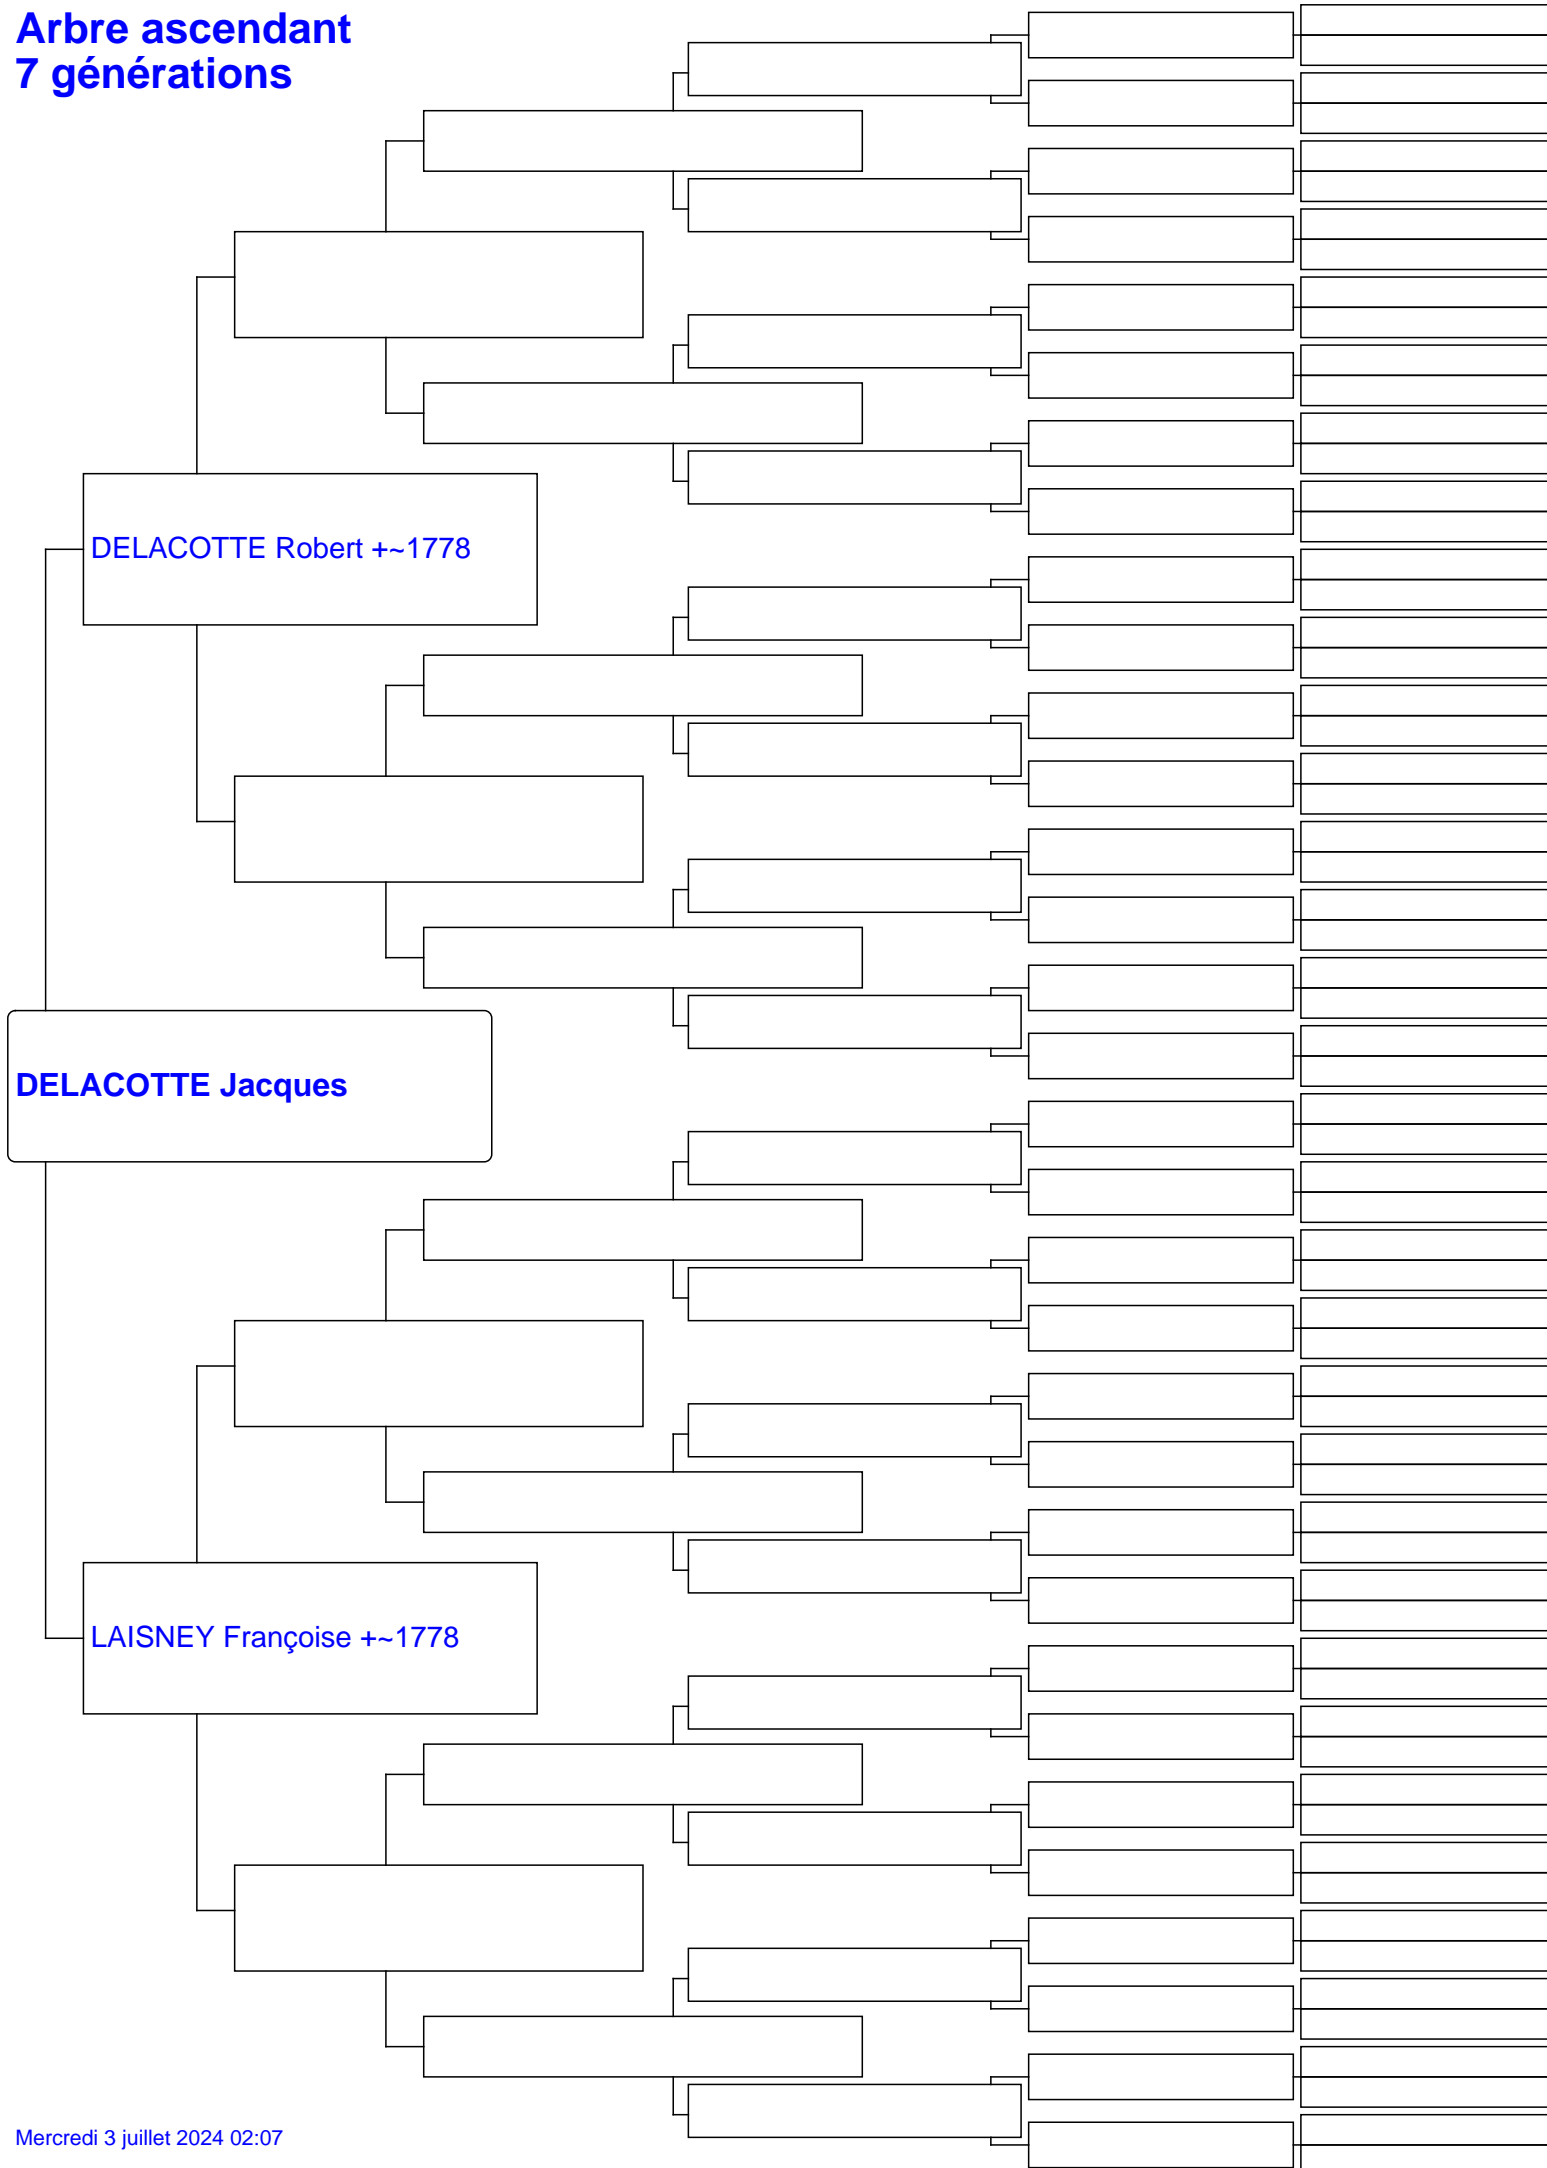 Arbre ascendant
7 générations
DELACOTTE Robert +~1778
DELACOTTE Jacques
LAISNEY Françoise +~1778
Mercredi 3 juillet 2024 02:07